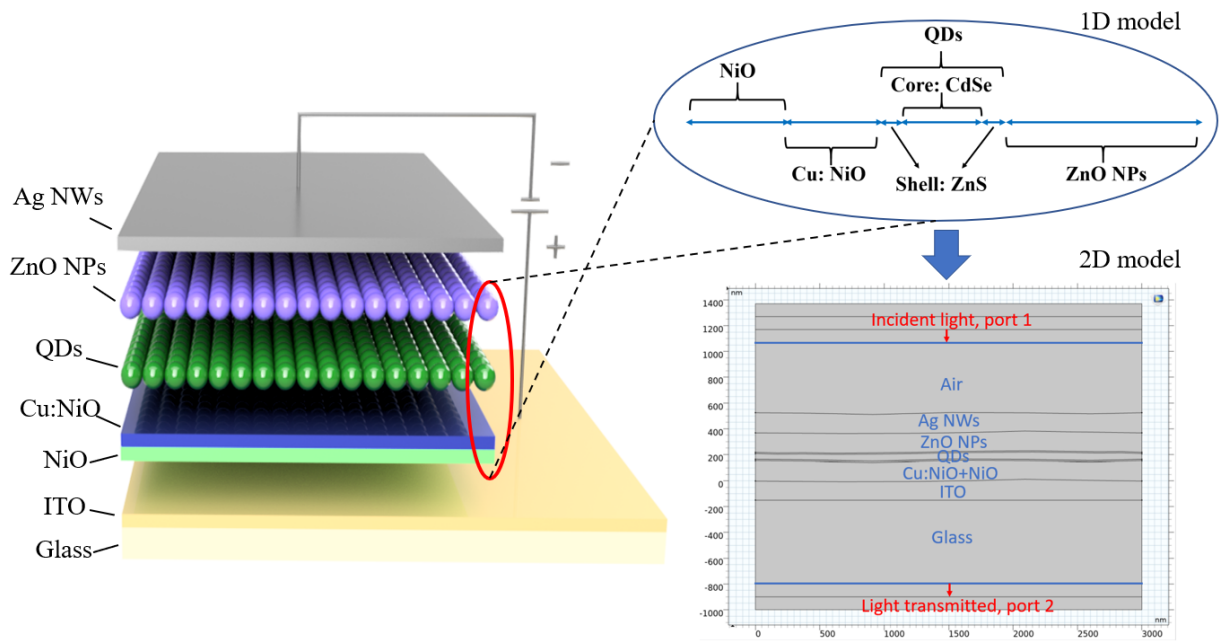 Ag NWs
ZnO NPs
QDs
Cu:NiO
NiO
ITO
Glass
−
+
1D model
QDs
NiO
Core: CdSe
Cu: NiO
Shell: ZnS
ZnO NPs
2D model
nm
1400
1200
1000
800
600
400
200
0
-200
-400
-600
-800
-1000
Incident light, port 1
Air
Ag NWs
ZnO NPs
QDs
Cu:NiO+NiO
ITO
Glass
Light transmitted, port 2
nm
0
500
1000
1500
2000
2500
3000